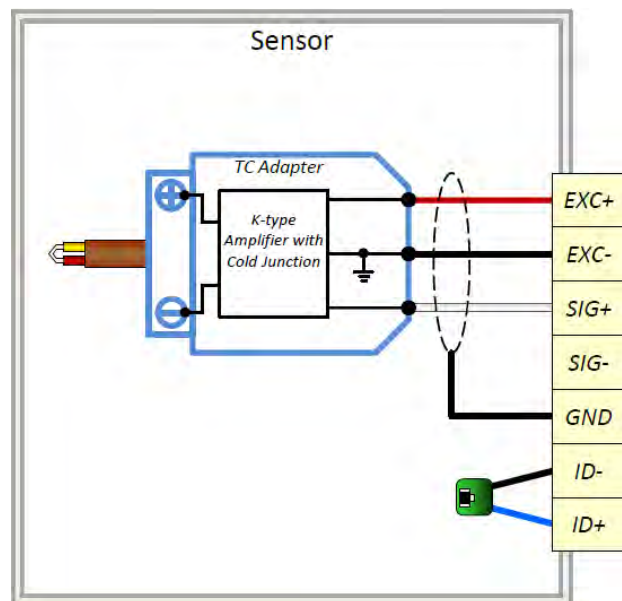 Sensor
TC Adapter
K-type
Amplifier with
Cold Junction
EXC+
EXC-
SIG+
SIG-
GND
ID-
ID+